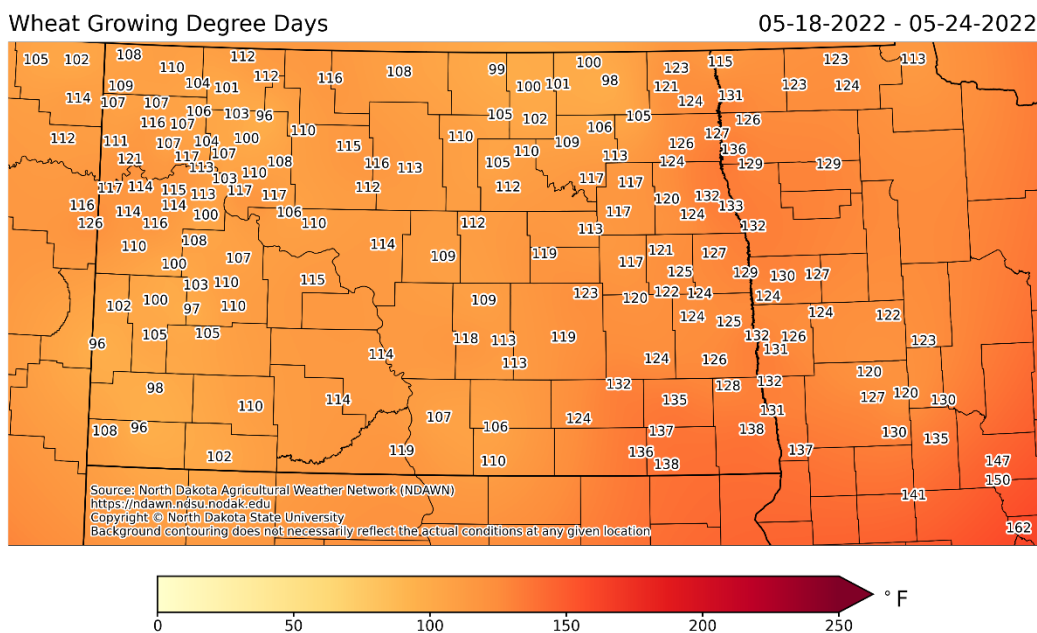 Wheat Growing Degree Days 05-18-2022 - 05-24-2022
105 102 108 112 100 115 123 113
110 116 108 99 123
109 104 101 112 100 101 98 121 123 124
114 107 107 124 131
116 107 106 103 96 105 102 105 126
112 111 107 104 100 110 115 110 109 106 126 127
121 117 107 108 116 113 105 110 113 124 136 129 129
113 103 110
117 114 115 113 117 117 112 112 117 117
116 114 114 100 106 117 120 132 133
126 116 110 112 113 124 132
110 108 114 109 119 117 121 127
100 107
103 110 115 125 129 130 127
102 100 97 110 109 123 120 122 124 124
105 105 118 113 119 124 125 124 122
96 114 113 124 126 132 126 131 123
98 110 114 132 135 128 132 120
107 124 131 127 120 130
108 96 106 137 138 130 135
102 119 110 136 138 137 147
150
141
162
Source: North Dakota Agricultural Weather Network (NDAWN)
https://ndawn.ndsu.nodak.edu
Copyright © North Dakota State University
Background contouring does not necessarily reflect the actual conditions at any given location
0 50 100 150 200 250 °F